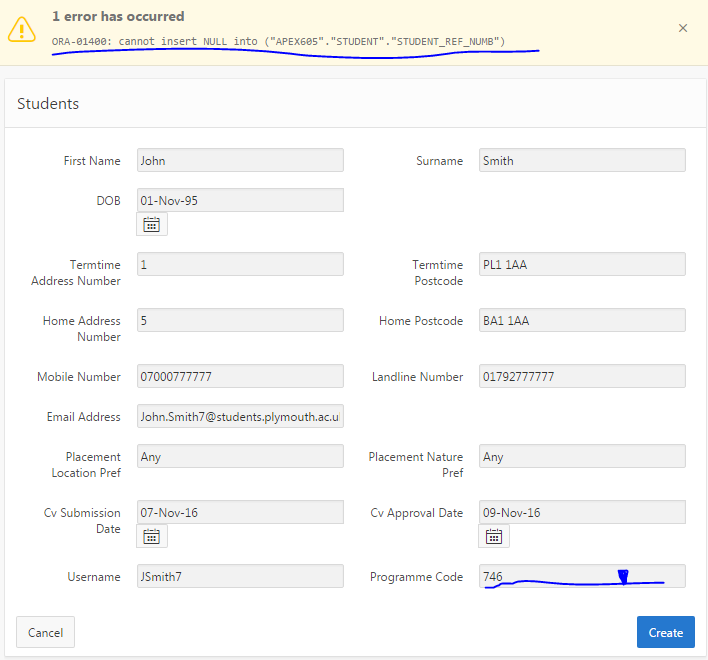 1 error has occurred
ORA-01400: cannot insert NULL into ("APEX605"."STUDENT"."STUDENT_REF_NUMB")
Students
First Name John Surname Smith
DOB 01-Nov-95
Termtime Address Number 1 Termtime Postcode PL1 1AA
Home Address Number 5 Home Postcode BA1 1AA
Mobile Number 07000777777 Landline Number 01792777777
Email Address John.Smith7@students.plymouth.ac.u
Placement Location Pref Any Placement Nature Pref Any
Cv Submission Date 07-Nov-16 Cv Approval Date 09-Nov-16
Username JSmith7 Programme Code 746
Cancel Create